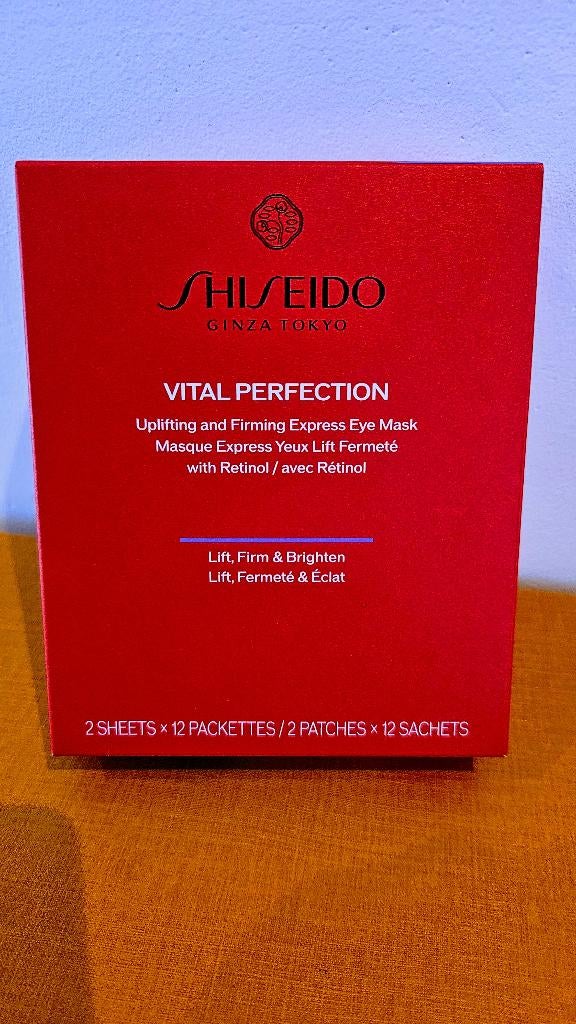 SHISEIDO
GINZA TOKYO
VITAL PERFECTION
Uplifting and Firming Express Eye Mask
Masque Express Yeux Lift Fermeté
with Retinol / avec Rétinol
Lift, Firm & Brighten
Lift, Fermeté & Éclat
2 SHEETS × 12 PACKETTES / 2 PATCHES × 12 SACHETS